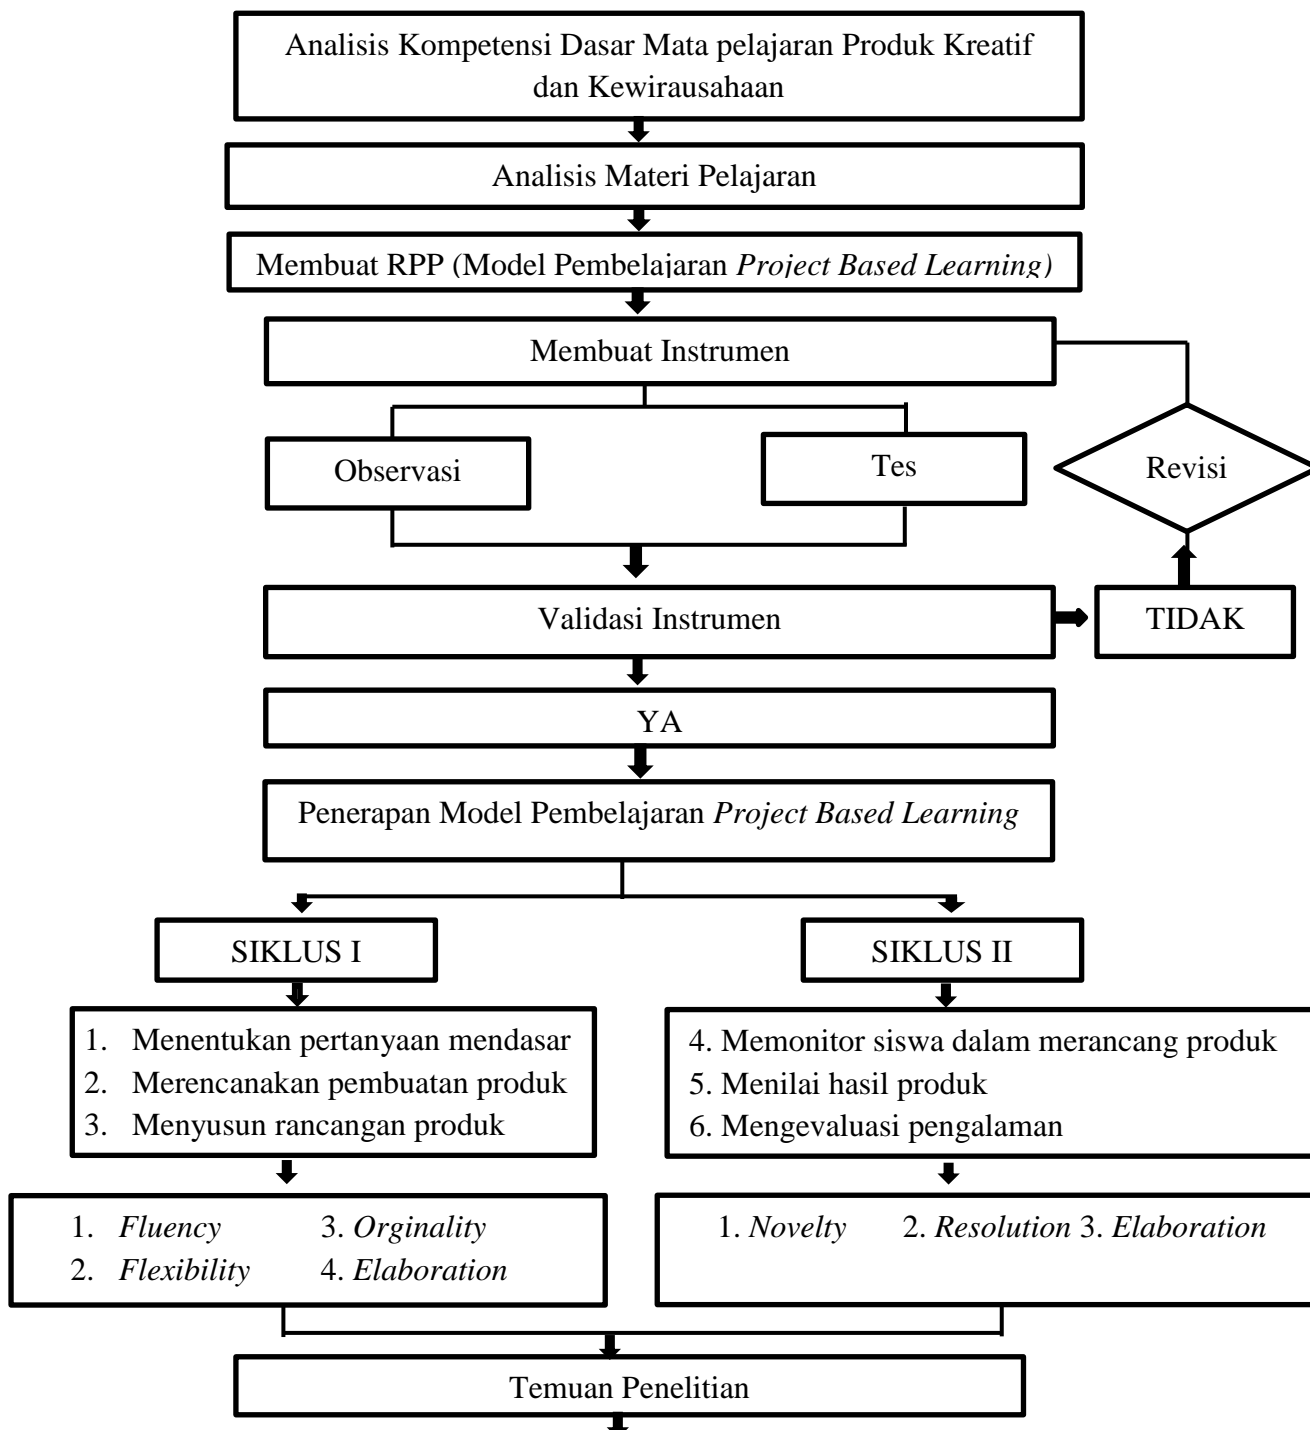 Analisis Kompetensi Dasar Mata pelajaran Produk Kreatif
dan Kewirausahaan
Analisis Materi Pelajaran
Membuat RPP (Model Pembelajaran Project Based Learning)
Membuat Instrumen
Observasi
Tes
Revisi
Validasi Instrumen
TIDAK
YA
Penerapan Model Pembelajaran Project Based Learning
SIKLUS I
SIKLUS II
1. Menentukan pertanyaan mendasar
2. Merencanakan pembuatan produk
3. Menyusun rancangan produk
4. Memonitor siswa dalam merancang produk
5. Menilai hasil produk
6. Mengevaluasi pengalaman
1. Fluency 3. Orginality
2. Flexibility 4. Elaboration
1. Novelty 2. Resolution 3. Elaboration
Temuan Penelitian